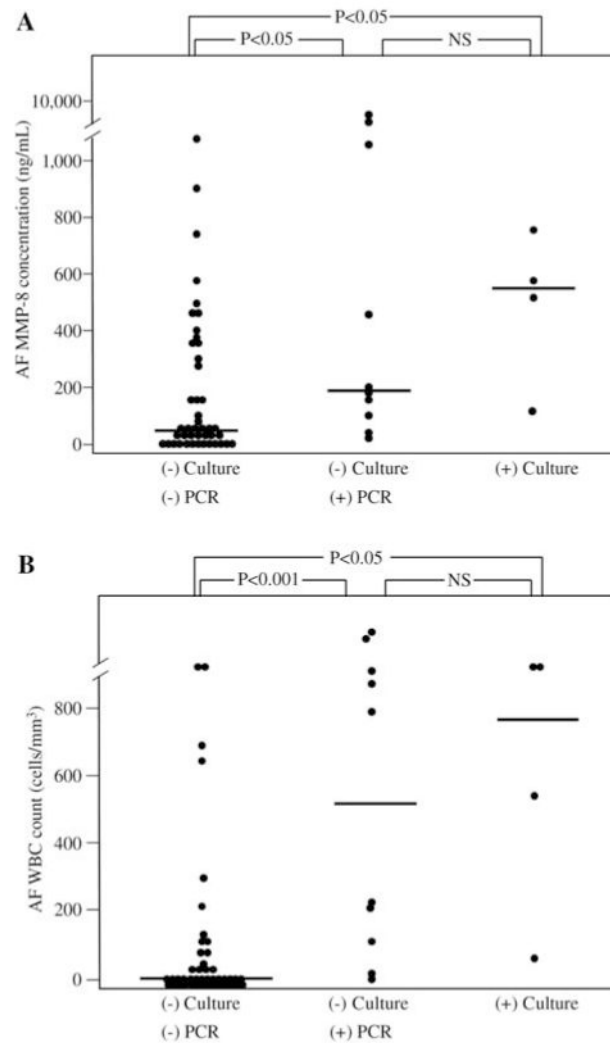 A
P<0.05
P<0.05
NS
10,000
1,000
800
600
400
200
0
AF MMP-8 concentration (ng/mL)
(-) Culture
(-) PCR
(-) Culture
(+) PCR
(+) Culture
B
P<0.05
P<0.001
NS
800
600
400
200
0
AF WBC count (cells/mm³)
(-) Culture
(-) PCR
(-) Culture
(+) PCR
(+) Culture